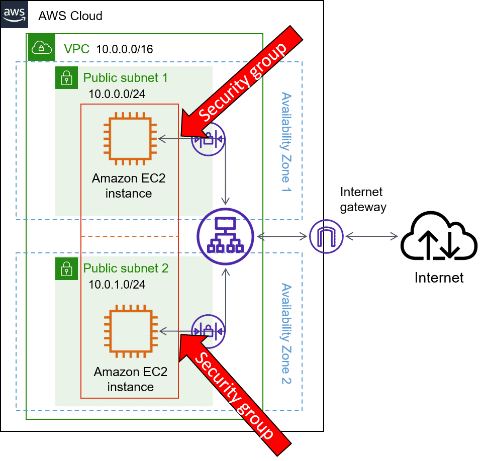 aws
AWS Cloud
VPC 10.0.0.0/16
Public subnet 1
10.0.0.0/24
Amazon EC2
instance
Security group
Availability Zone 1
Internet
gateway
Internet
Public subnet 2
10.0.1.0/24
Amazon EC2
instance
Security group
Availability Zone 2